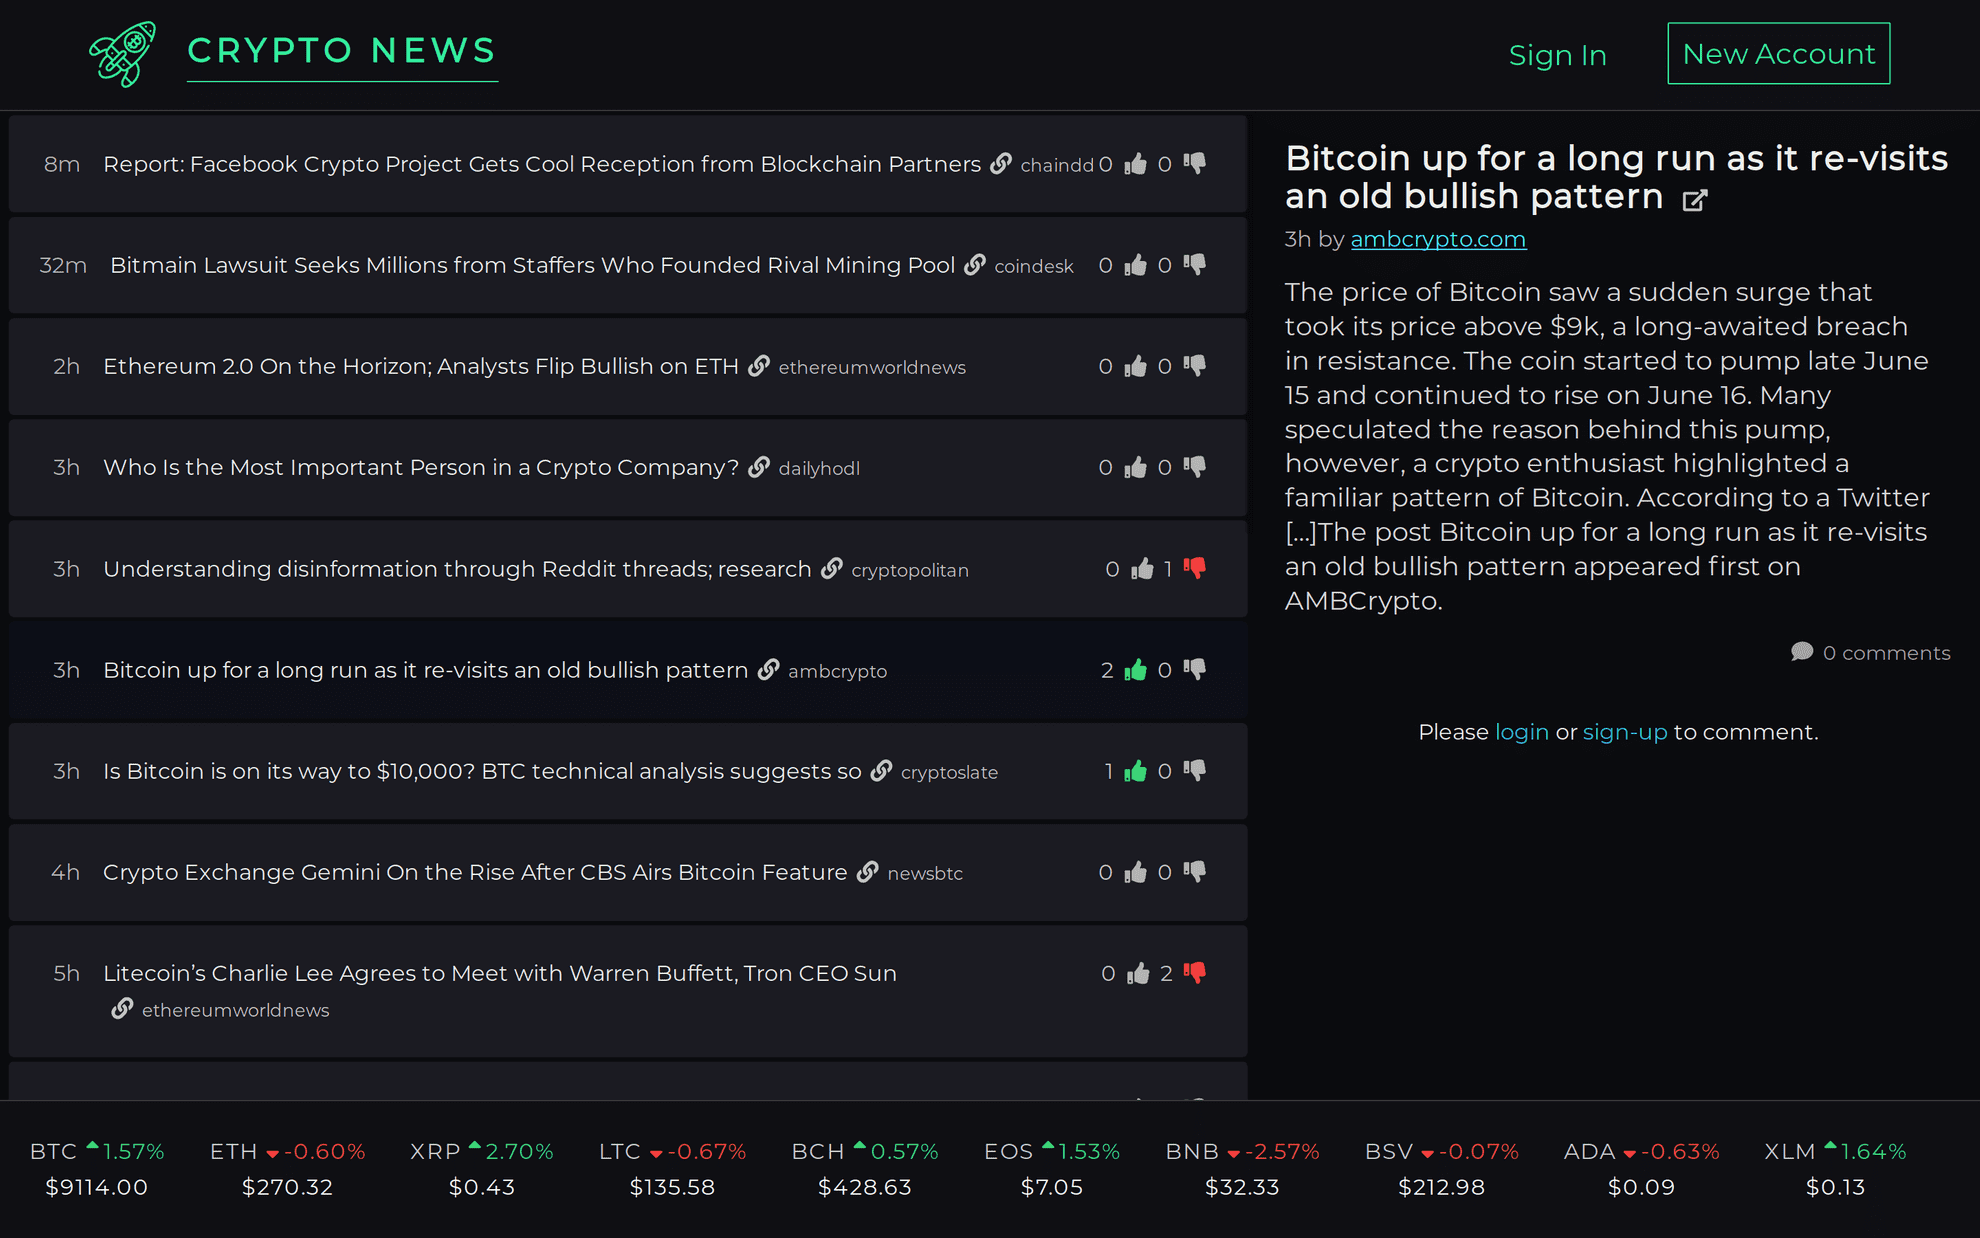 CRYPTO NEWS
Sign In
New Account
8m Report: Facebook Crypto Project Gets Cool Reception from Blockchain Partners chaindd 0 0
32m Bitmain Lawsuit Seeks Millions from Staffers Who Founded Rival Mining Pool coindesk 0 0
2h Ethereum 2.0 On the Horizon; Analysts Flip Bullish on ETH ethereumworldnews 0 0
3h Who Is the Most Important Person in a Crypto Company? dailyhodl 0 0
3h Understanding disinformation through Reddit threads; research cryptopolitan 0 1
3h Bitcoin up for a long run as it re-visits an old bullish pattern ambcrypto 2 0
3h Is Bitcoin is on its way to $10,000? BTC technical analysis suggests so cryptoslate 1 0
4h Crypto Exchange Gemini On the Rise After CBS Airs Bitcoin Feature newsbtc 0 0
5h Litecoin’s Charlie Lee Agrees to Meet with Warren Buffett, Tron CEO Sun 0 2
ethereumworldnews
Bitcoin up for a long run as it re-visits
an old bullish pattern
3h by ambcrypto.com
The price of Bitcoin saw a sudden surge that
took its price above $9k, a long-awaited breach
in resistance. The coin started to pump late June
15 and continued to rise on June 16. Many
speculated the reason behind this pump,
however, a crypto enthusiast highlighted a
familiar pattern of Bitcoin. According to a Twitter
[...]The post Bitcoin up for a long run as it re-visits
an old bullish pattern appeared first on
AMBCrypto.
0 comments
Please login or sign-up to comment.
BTC 1.57% ETH -0.60% XRP 2.70% LTC -0.67% BCH 0.57% EOS 1.53% BNB -2.57% BSV -0.07% ADA -0.63% XLM 1.64%
$9114.00 $270.32 $0.43 $135.58 $428.63 $7.05 $32.33 $212.98 $0.09 $0.13